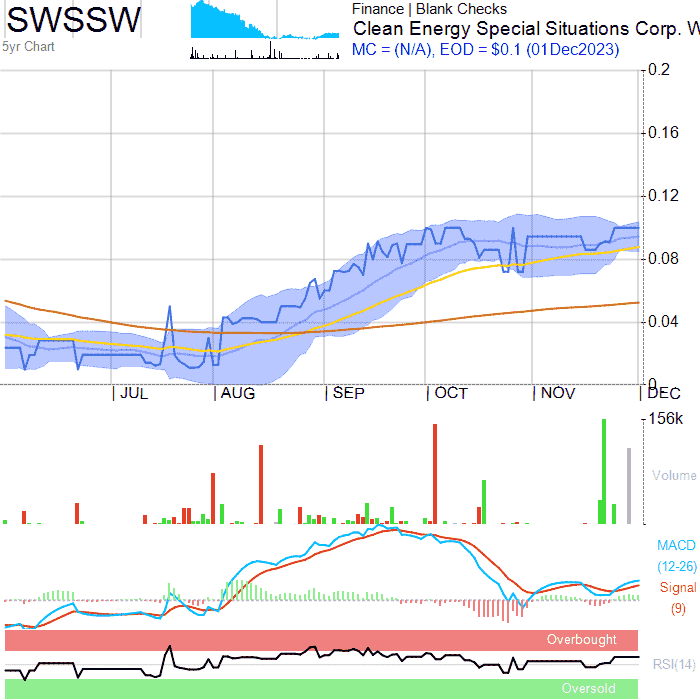 SWSSW
5yr Chart
Finance | Blank Checks
Clean Energy Special Situations Corp. W
MC = (N/A), EOD = $0.1 (01Dec2023)
0.2
0.16
0.12
0.08
0.04
0
JUL
AUG
SEP
OCT
NOV
DEC
156k
Volume
MACD
(12-26)
Signal
(9)
Overbought
RSI(14)
Oversold